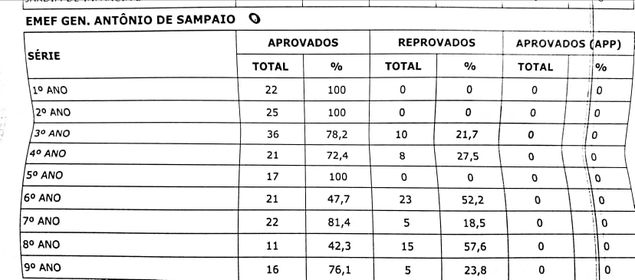 EMEF GEN. ANTÔNIO DE SAMPAIO 0
SÉRIE APROVADOS REPROVADOS APROVADOS (APP)
TOTAL % TOTAL % TOTAL %
1º ANO 22 100 0 0 0 0
2º ANO 25 100 0 0 0 0
3º ANO 36 78,2 10 21,7 0 0
4º ANO 21 72,4 8 27,5 0 0
5º ANO 17 100 0 0 0 0
6º ANO 21 47,7 23 52,2 0 0
7º ANO 22 81,4 5 18,5 0 0
8º ANO 11 42,3 15 57,6 0 0
9º ANO 16 76,1 5 23,8 0 0